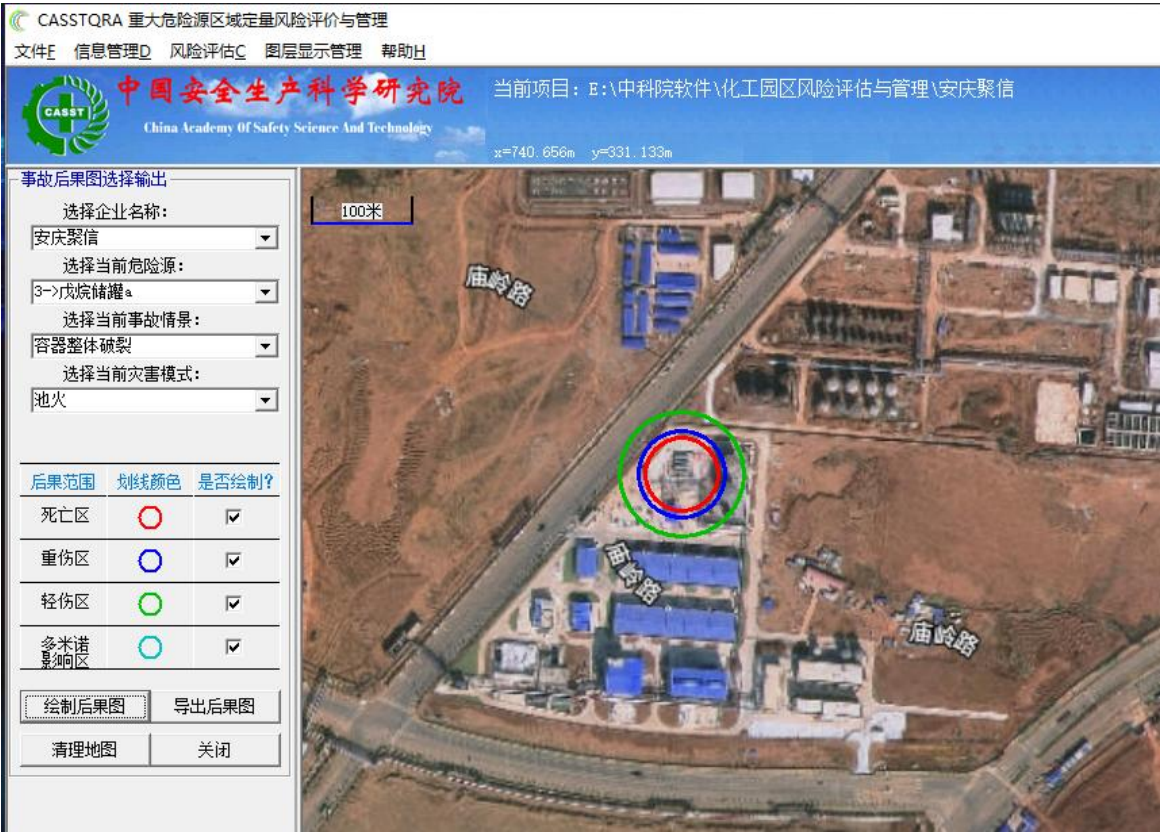 CASSTQRA 重大危险源区域定量风险评价与管理
文件F 信息管理D 风险评估C 图层显示管理 帮助H
CASST
中国安全生产科学研究院
China Academy Of Safety Science And Technology
当前项目：E:\中科院软件\化工园区风险评估与管理\安庆聚信
x=740.656m y=331.133m
事故后果图选择输出
选择企业名称：
安庆聚信
选择当前危险源：
3->戊烷储罐a
选择当前事故情景：
容器整体破裂
选择当前灾害模式：
池火
后果范围 划线颜色 是否绘制?
死亡区
重伤区
轻伤区
多米诺
影响区
绘制后果图 导出后果图
清理地图 关闭
100米
庙岭路
庙岭路
庙岭路